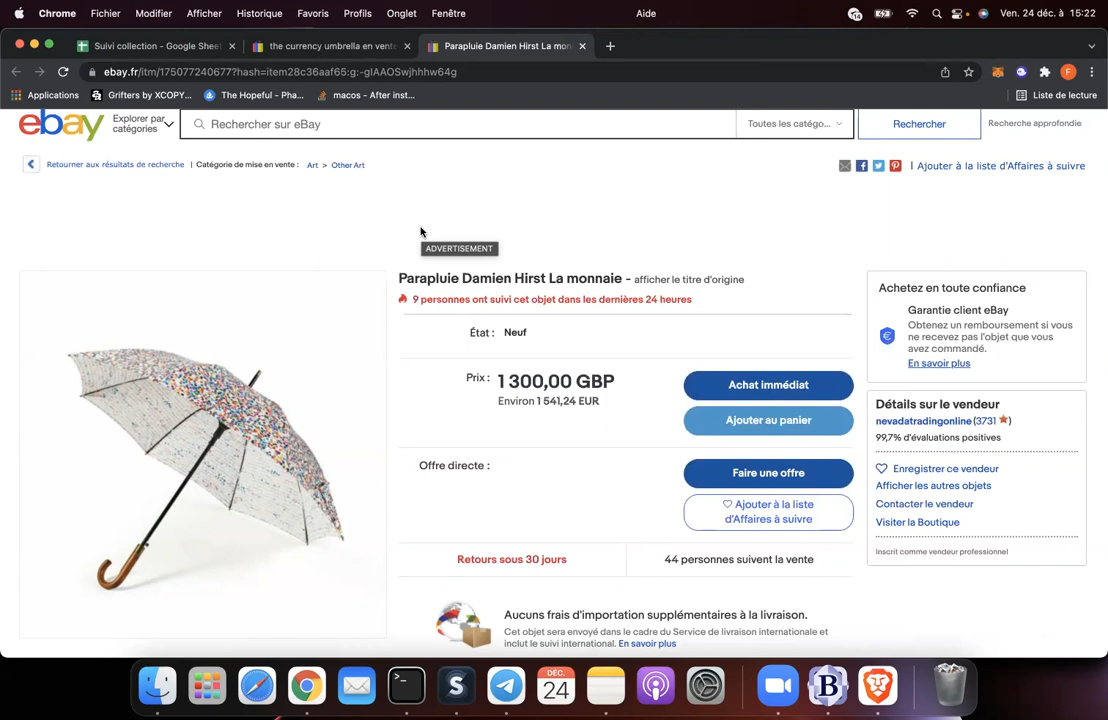 Chrome Fichier Modifier Afficher Historique Favoris Profils Onglet Fenêtre Aide 14 Ven. 24 déc. à 15:22
Suivi collection - Google Sheet the currency umbrella en vente Parapluie Damien Hirst La mon
ebay.fr/itm/175077240677?hash=item28c36aaf65:g:-gIAAOSwjhhhw64g F
Applications Grifters by XCOPY... The Hopeful - Pha... macos - After inst... Liste de lecture
ebay Explorer par catégories Rechercher sur eBay Toutes les catégo... Rechercher Recherche approfondie
Retourner aux résultats de recherche | Catégorie de mise en vente : Art > Other Art | Ajouter à la liste d'Affaires à suivre
ADVERTISEMENT
Parapluie Damien Hirst La monnaie - afficher le titre d'origine
9 personnes ont suivi cet objet dans les dernières 24 heures
État : Neuf
Prix : 1 300,00 GBP
Environ 1 541,24 EUR
Achat immédiat
Ajouter au panier
Offre directe :
Faire une offre
Ajouter à la liste
d'Affaires à suivre
Retours sous 30 jours 44 personnes suivent la vente
Aucuns frais d'importation supplémentaires à la livraison.
Cet objet sera envoyé dans le cadre du Service de livraison internationale et
inclut le suivi international. En savoir plus
Achetez en toute confiance
Garantie client eBay
Obtenez un remboursement si vous
ne recevez pas l'objet que vous
avez commandé.
En savoir plus
Détails sur le vendeur
nevadatradingonline (3731)
99,7% d'évaluations positives
Enregistrer ce vendeur
Afficher les autres objets
Contacter le vendeur
Visiter la Boutique
Inscrit comme vendeur professionnel
DÉC.
24
S
B